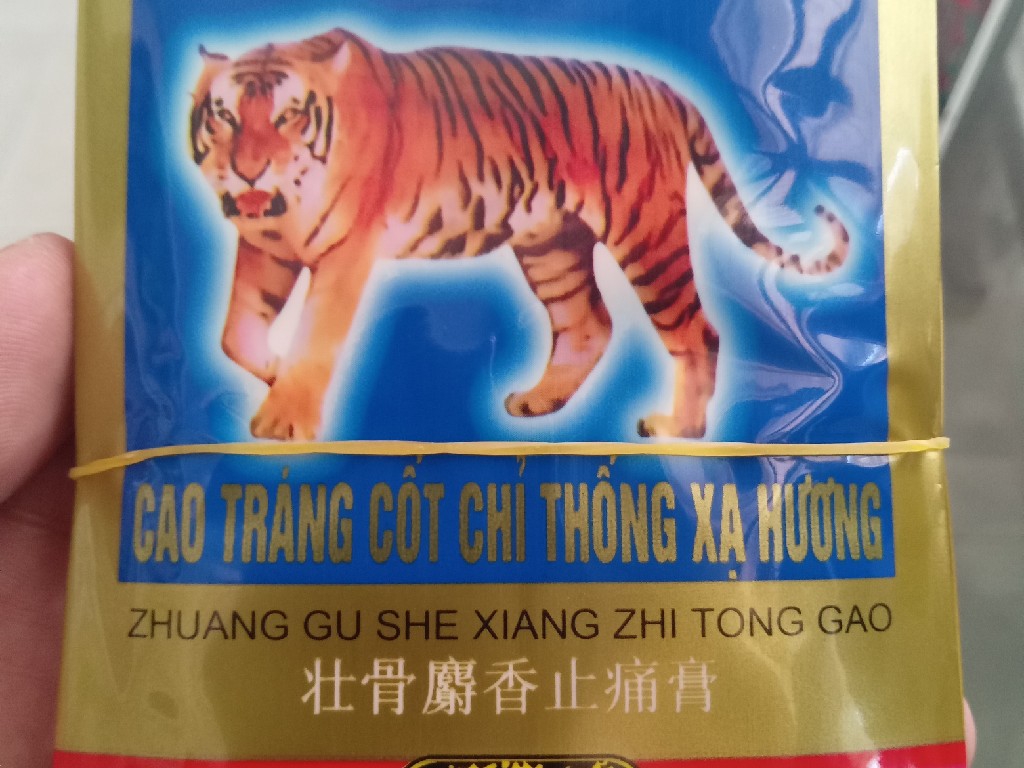 CAO TRÁNG CỐT CHỈ THỐNG XẠ HƯƠNG
ZHUANG GU SHE XIANG ZHI TONG GAO
壮骨麝香止痛膏